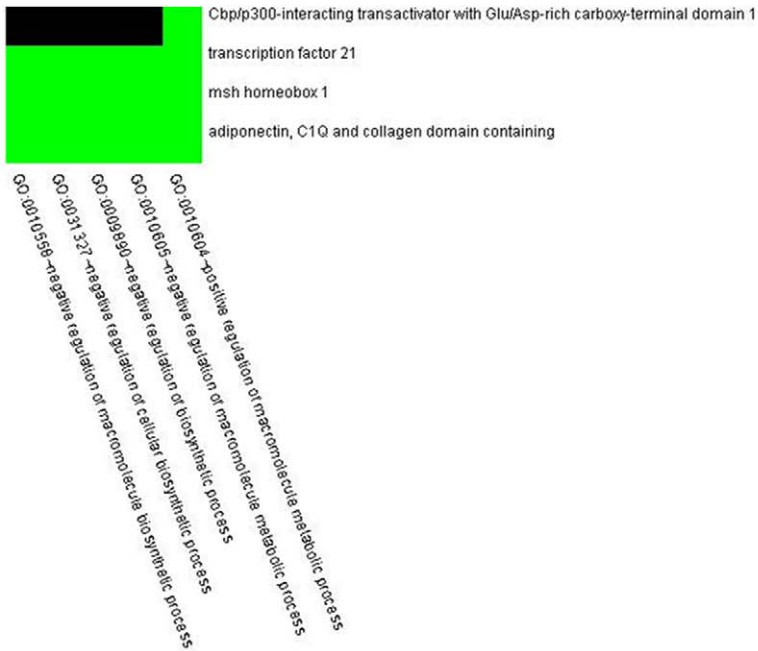 Cbp/p300-interacting transactivator with Glu/Asp-rich carboxy-terminal domain 1
transcription factor 21
msh homeobox 1
adiponectin, C1Q and collagen domain containing
GO:0010558~negative regulation of macromolecule biosynthetic process
GO:0031327~negative regulation of cellular biosynthetic process
GO:0009890~negative regulation of biosynthetic process
GO:0010605~negative regulation of macromolecule metabolic process
GO:0010604~positive regulation of macromolecule metabolic process